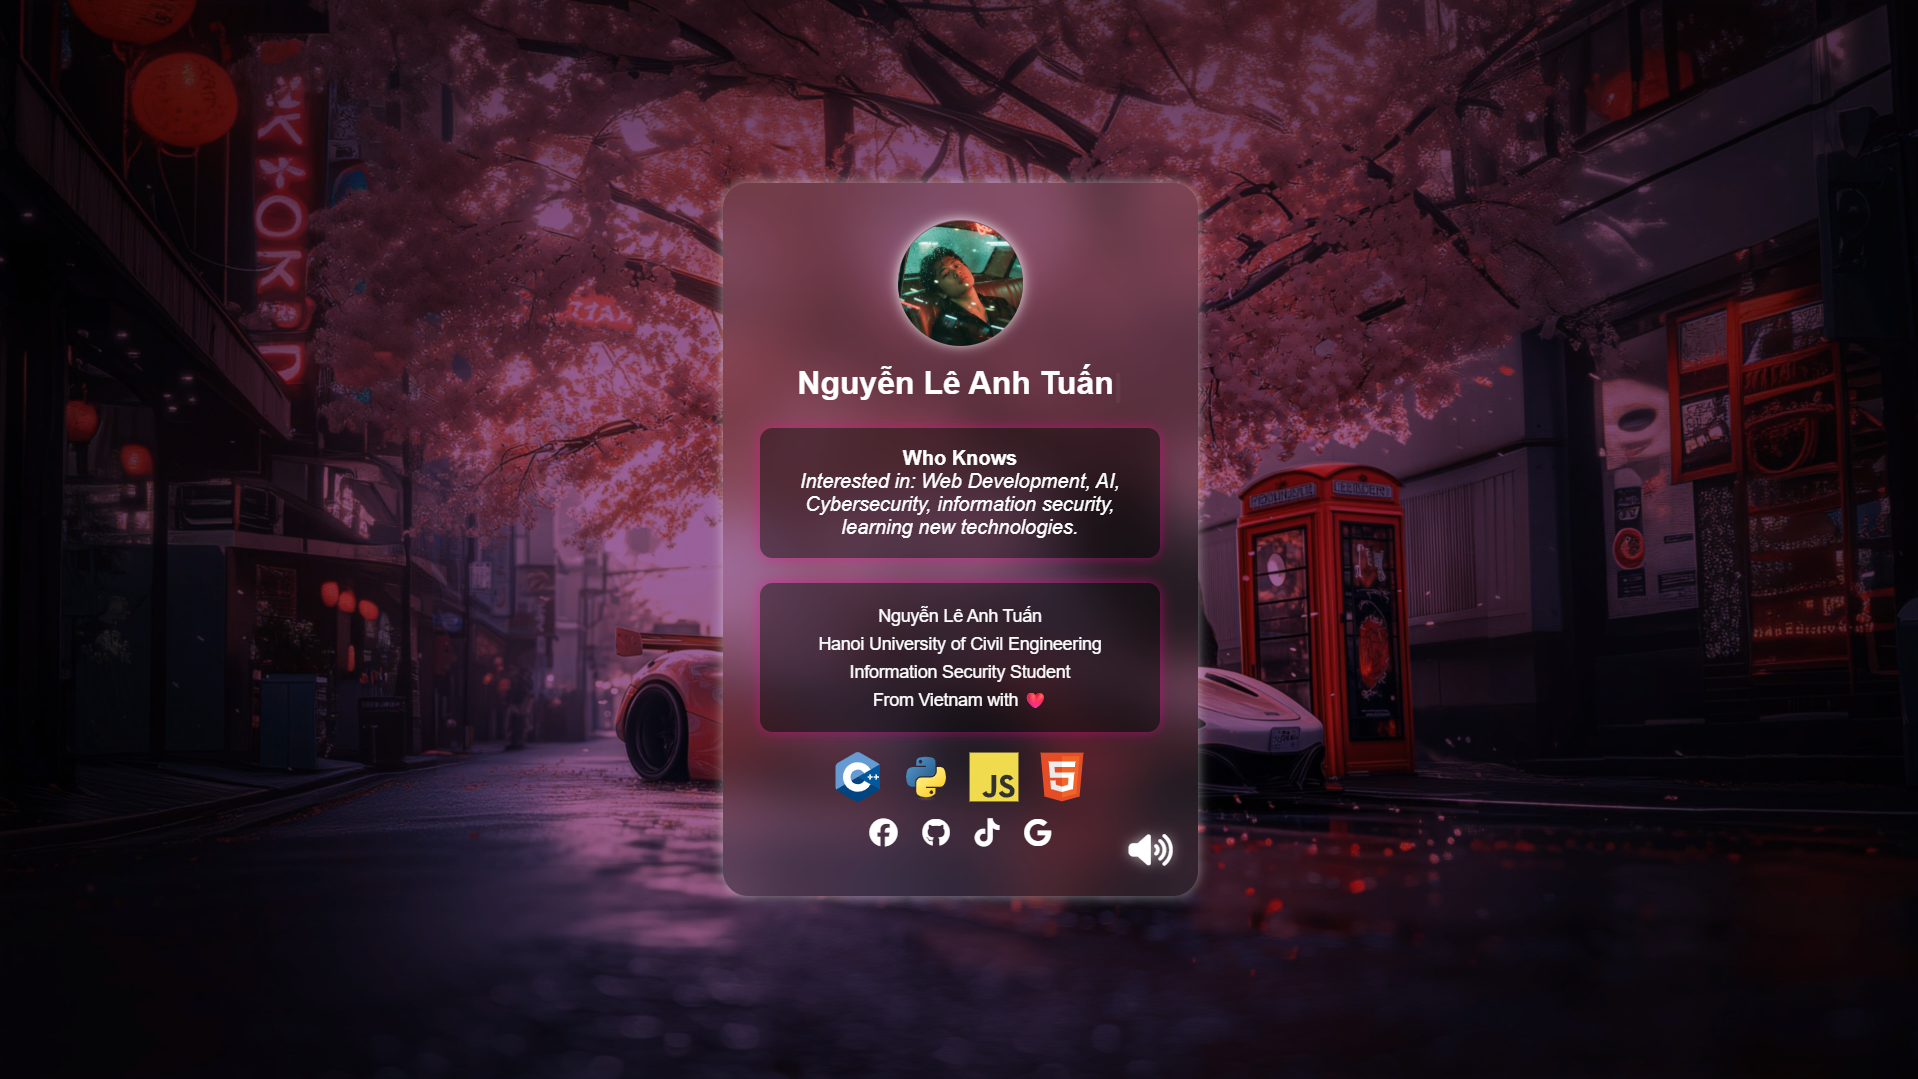 Nguyễn Lê Anh Tuấn
Who Knows
Interested in: Web Development, AI,
Cybersecurity, information security,
learning new technologies.
Nguyễn Lê Anh Tuấn
Hanoi University of Civil Engineering
Information Security Student
From Vietnam with ❤️
C++
JS
5